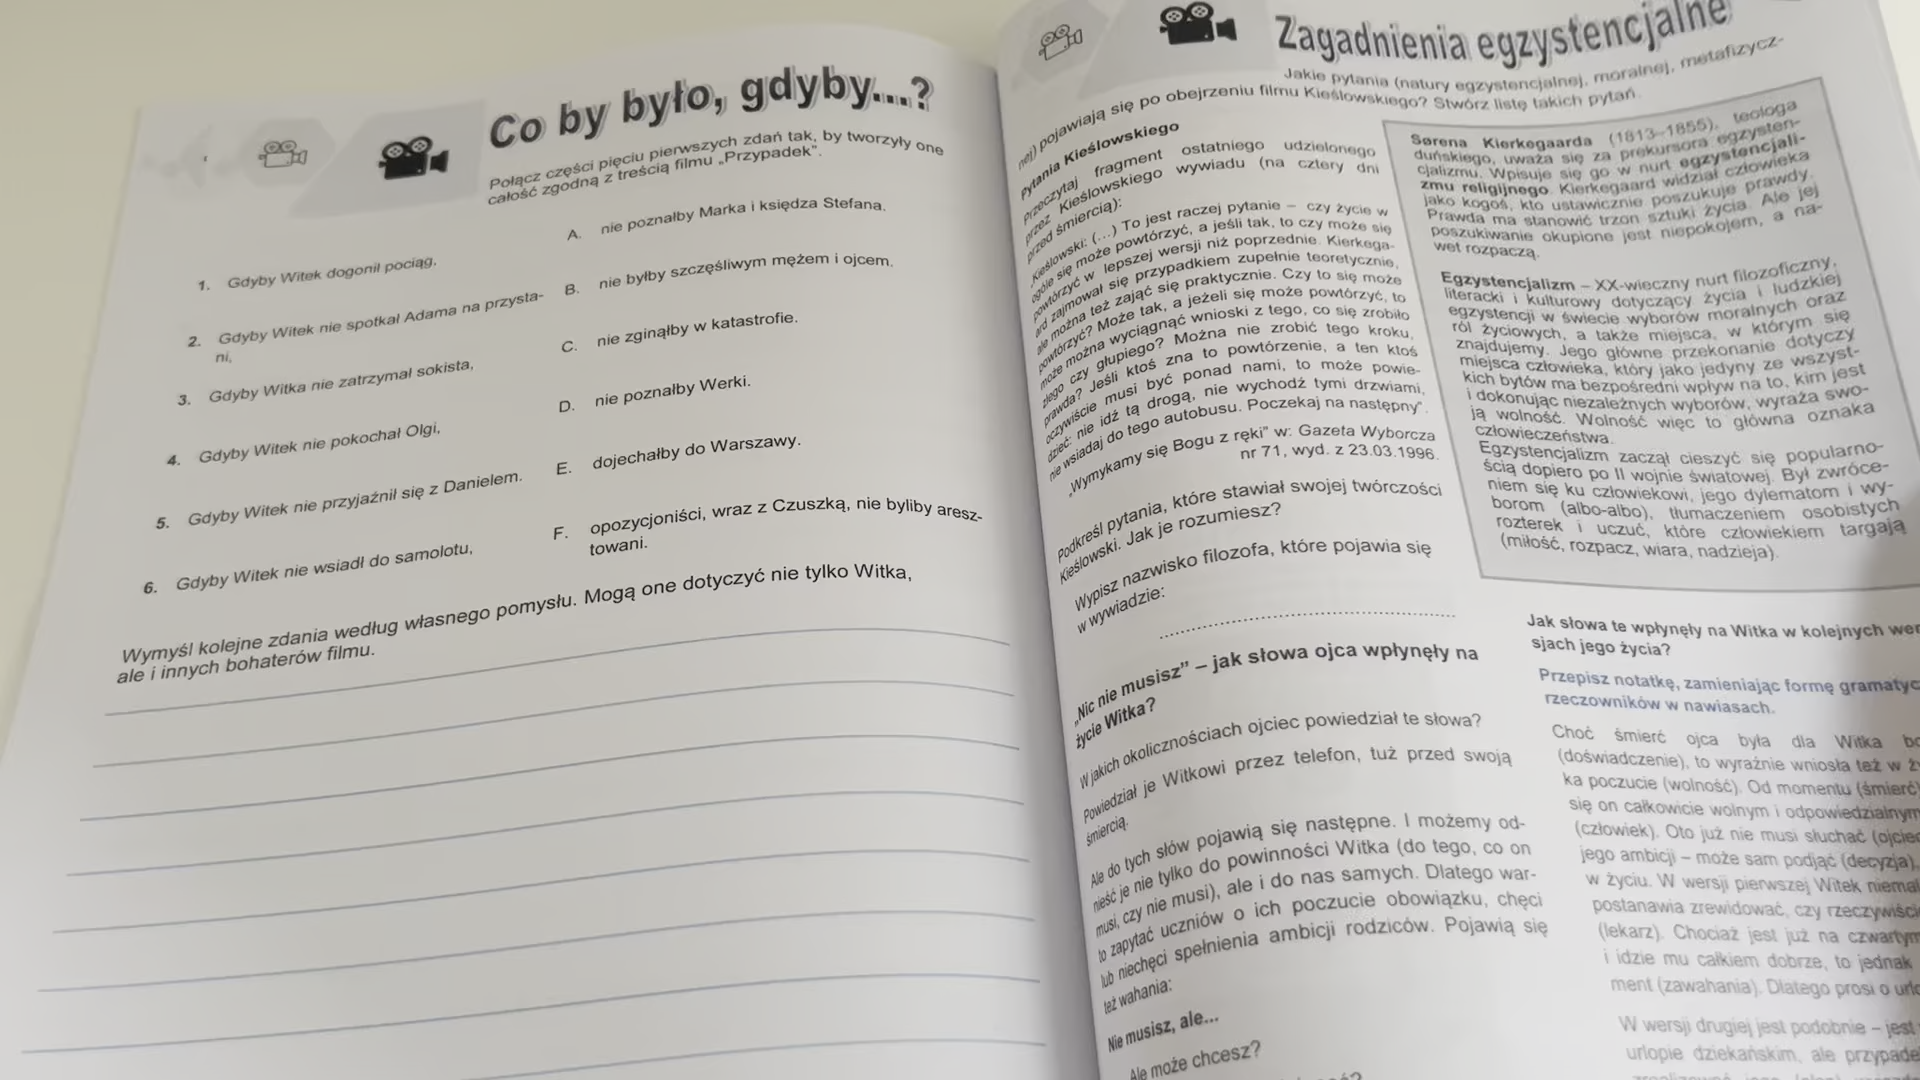 Co by było, gdyby...?
Połącz części pięciu pierwszych zdań tak, by tworzyły one
całość zgodną z treścią filmu „Przypadek".
1. Gdyby Witek dogonił pociąg,
2. Gdyby Witek nie spotkał Adama na przysta-
ni,
3. Gdyby Witka nie zatrzymał sokista,
4. Gdyby Witek nie pokochał Olgi,
5. Gdyby Witek nie przyjaźnił się z Danielem.
6. Gdyby Witek nie wsiadł do samolotu,
A. nie poznałby Marka i księdza Stefana.
B. nie byłby szczęśliwym mężem i ojcem.
C. nie zginąłby w katastrofie.
D. nie poznałby Werki.
E. dojechałby do Warszawy.
F. opozycjoniści, wraz z Czuszką, nie byliby aresz-
towani.
Wymyśl kolejne zdania według własnego pomysłu. Mogą one dotyczyć nie tylko Witka,
ale i innych bohaterów filmu.
Zagadnienia egzystencjalne
Jakie pytania (natury egzystencjalnej, moralnej, metafizycz-
nej) pojawiają się po obejrzeniu filmu Kieślowskiego? Stwórz listę takich pytań.
Pytania Kieślowskiego
Przeczytaj fragment ostatniego udzielonego
przez Kieślowskiego wywiadu (na cztery dni
przed śmiercią):
„Kieślowski: (...) To jest raczej pytanie – czy życie w
ogóle się może powtórzyć, a jeśli tak, to czy może się
powtórzyć w lepszej wersji niż poprzednie. Kierkega-
ard zajmował się przypadkiem zupełnie teoretycznie,
ale można też zająć się praktycznie. Czy to się może
powtórzyć? Może tak, a jeżeli się może powtórzyć, to
może można wyciągnąć wnioski z tego, co się zrobiło
złego czy głupiego? Można nie zrobić tego kroku,
prawda? Jeśli ktoś zna to powtórzenie, a ten ktoś
oczywiście musi być ponad nami, to może powie-
dzieć: nie idź tą drogą, nie wychodź tymi drzwiami,
nie wsiadaj do tego autobusu. Poczekaj na następny".
„Wymykamy się Bogu z ręki" w: Gazeta Wyborcza
nr 71, wyd. z 23.03.1996.
Podkreśl pytania, które stawiał swojej twórczości
Kieślowski. Jak je rozumiesz?
Wypisz nazwisko filozofa, które pojawia się
w wywiadzie:
„Nic nie musisz" – jak słowa ojca wpłynęły na
życie Witka?
W jakich okolicznościach ojciec powiedział te słowa?
Powiedział je Witkowi przez telefon, tuż przed swoją
śmiercią.
Ale do tych słów pojawią się następne. I możemy od-
nieść je nie tylko do powinności Witka (do tego, co on
musi, czy nie musi), ale i do nas samych. Dlatego war-
to zapytać uczniów o ich poczucie obowiązku, chęci
lub niechęci spełnienia ambicji rodziców. Pojawią się
też wahania:
Nie musisz, ale...
Ale może chcesz?
Sørena Kierkegaarda (1813–1855), teologa
duńskiego, uważa się za prekursora egzysten-
cjalizmu. Wpisuje się go w nurt egzystencjali-
zmu religijnego. Kierkegaard widział człowieka
jako kogoś, kto ustawicznie poszukuje prawdy.
Prawda ma stanowić trzon sztuki życia. Ale jej
poszukiwanie okupione jest niepokojem, a na-
wet rozpaczą.
Egzystencjalizm – XX-wieczny nurt filozoficzny,
literacki i kulturowy dotyczący życia i ludzkiej
egzystencji w świecie wyborów moralnych oraz
ról życiowych, a także miejsca, w którym się
znajdujemy. Jego główne przekonanie dotyczy
miejsca człowieka, który jako jedyny ze wszyst-
kich bytów ma bezpośredni wpływ na to, kim jest
i dokonując niezależnych wyborów, wyraża swo-
ją wolność. Wolność więc to główna oznaka
człowieczeństwa.
Egzystencjalizm zaczął cieszyć się popularno-
ścią dopiero po II wojnie światowej. Był zwróce-
niem się ku człowiekowi, jego dylematom i wy-
borom (albo-albo), tłumaczeniem osobistych
rozterek i uczuć, które człowiekiem targają
(miłość, rozpacz, wiara, nadzieja).
Jak słowa te wpłynęły na Witka w kolejnych wer
sjach jego życia?
Przepisz notatkę, zamieniając formę gramatyc
rzeczowników w nawiasach.
Choć śmierć ojca była dla Witka bo
(doświadczenie), to wyraźnie wniosła też w ży
ka poczucie (wolność). Od momentu (śmierć)
się on całkowicie wolnym i odpowiedzialnym
(człowiek). Oto już nie musi słuchać (ojciec
jego ambicji – może sam podjąć (decyzja),
w życiu. W wersji pierwszej Witek niemal
postanawia zrewidować, czy rzeczywiści
(lekarz). Chociaż jest już na czwartym
i idzie mu całkiem dobrze, to jednak
ment (zawahania). Dlatego prosi o urlo
W wersji drugiej jest podobnie – jest
urlopie dziekańskim, ale przypade